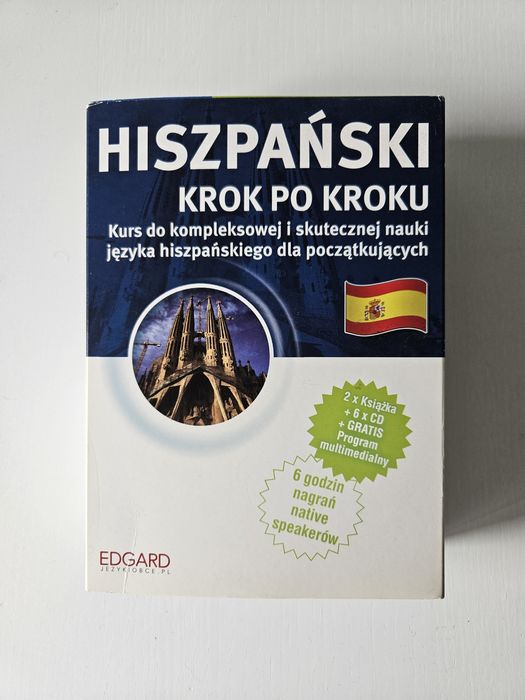 HISZPAŃSKI
KROK PO KROKU
Kurs do kompleksowej i skutecznej nauki
języka hiszpańskiego dla początkujących
2 x Książka
+ 6 x CD
+ GRATIS
Program
multimedialny
6 godzin
nagrań
native
speakerów
EDGARD
JEZYKIOBCE.PL